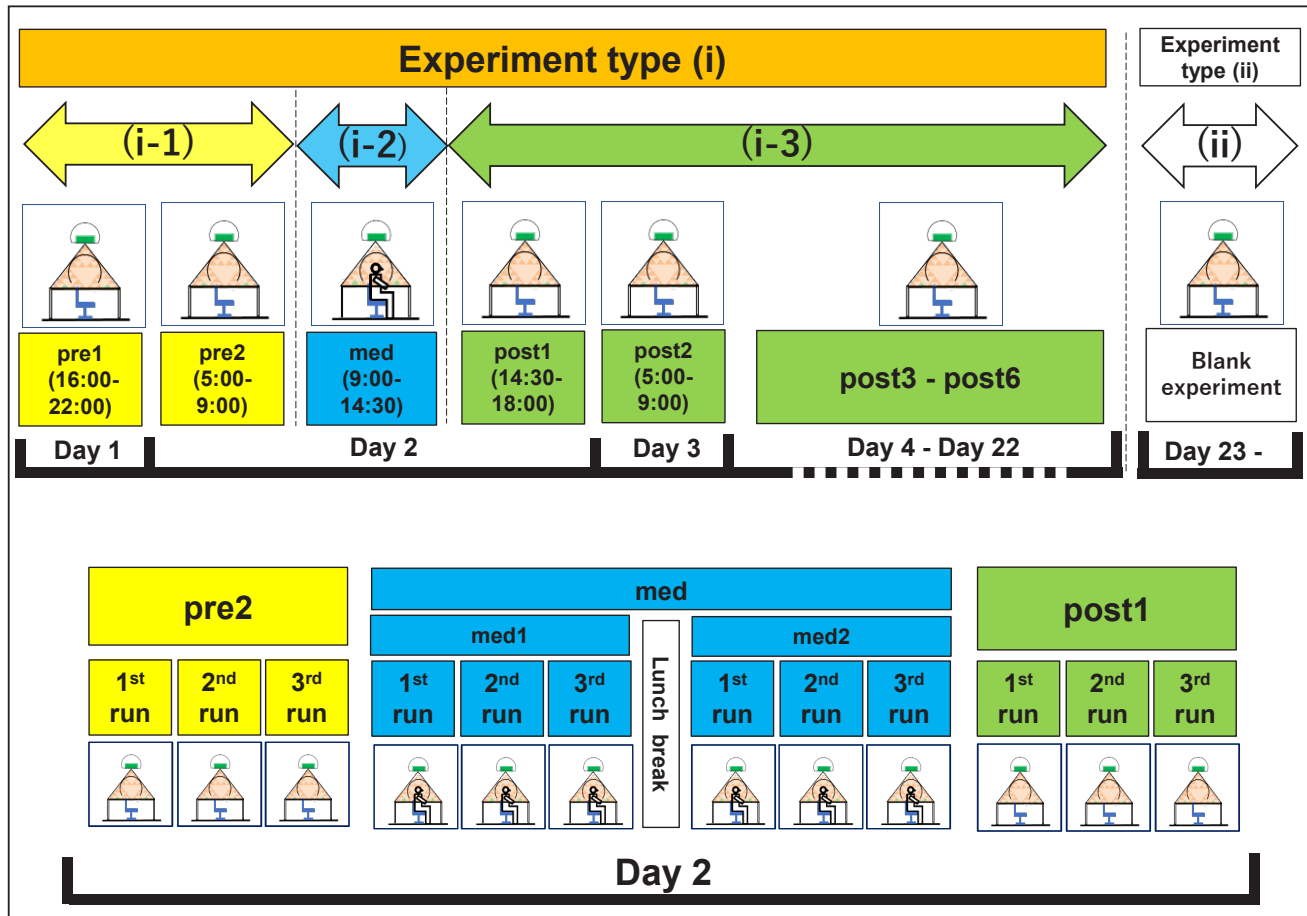 Experiment type (i)
Experiment
type (ii)
(i-1)
(i-2)
(i-3)
(ii)
pre1
(16:00-
22:00)
pre2
(5:00-
9:00)
med
(9:00-
14:30)
post1
(14:30-
18:00)
post2
(5:00-
9:00)
post3 - post6
Blank
experiment
Day 1
Day 2
Day 3
Day 4 - Day 22
Day 23 -
pre2
med
post1
med1
Lunch break
med2
1st
run
2nd
run
3rd
run
1st
run
2nd
run
3rd
run
1st
run
2nd
run
3rd
run
1st
run
2nd
run
3rd
run
Day 2